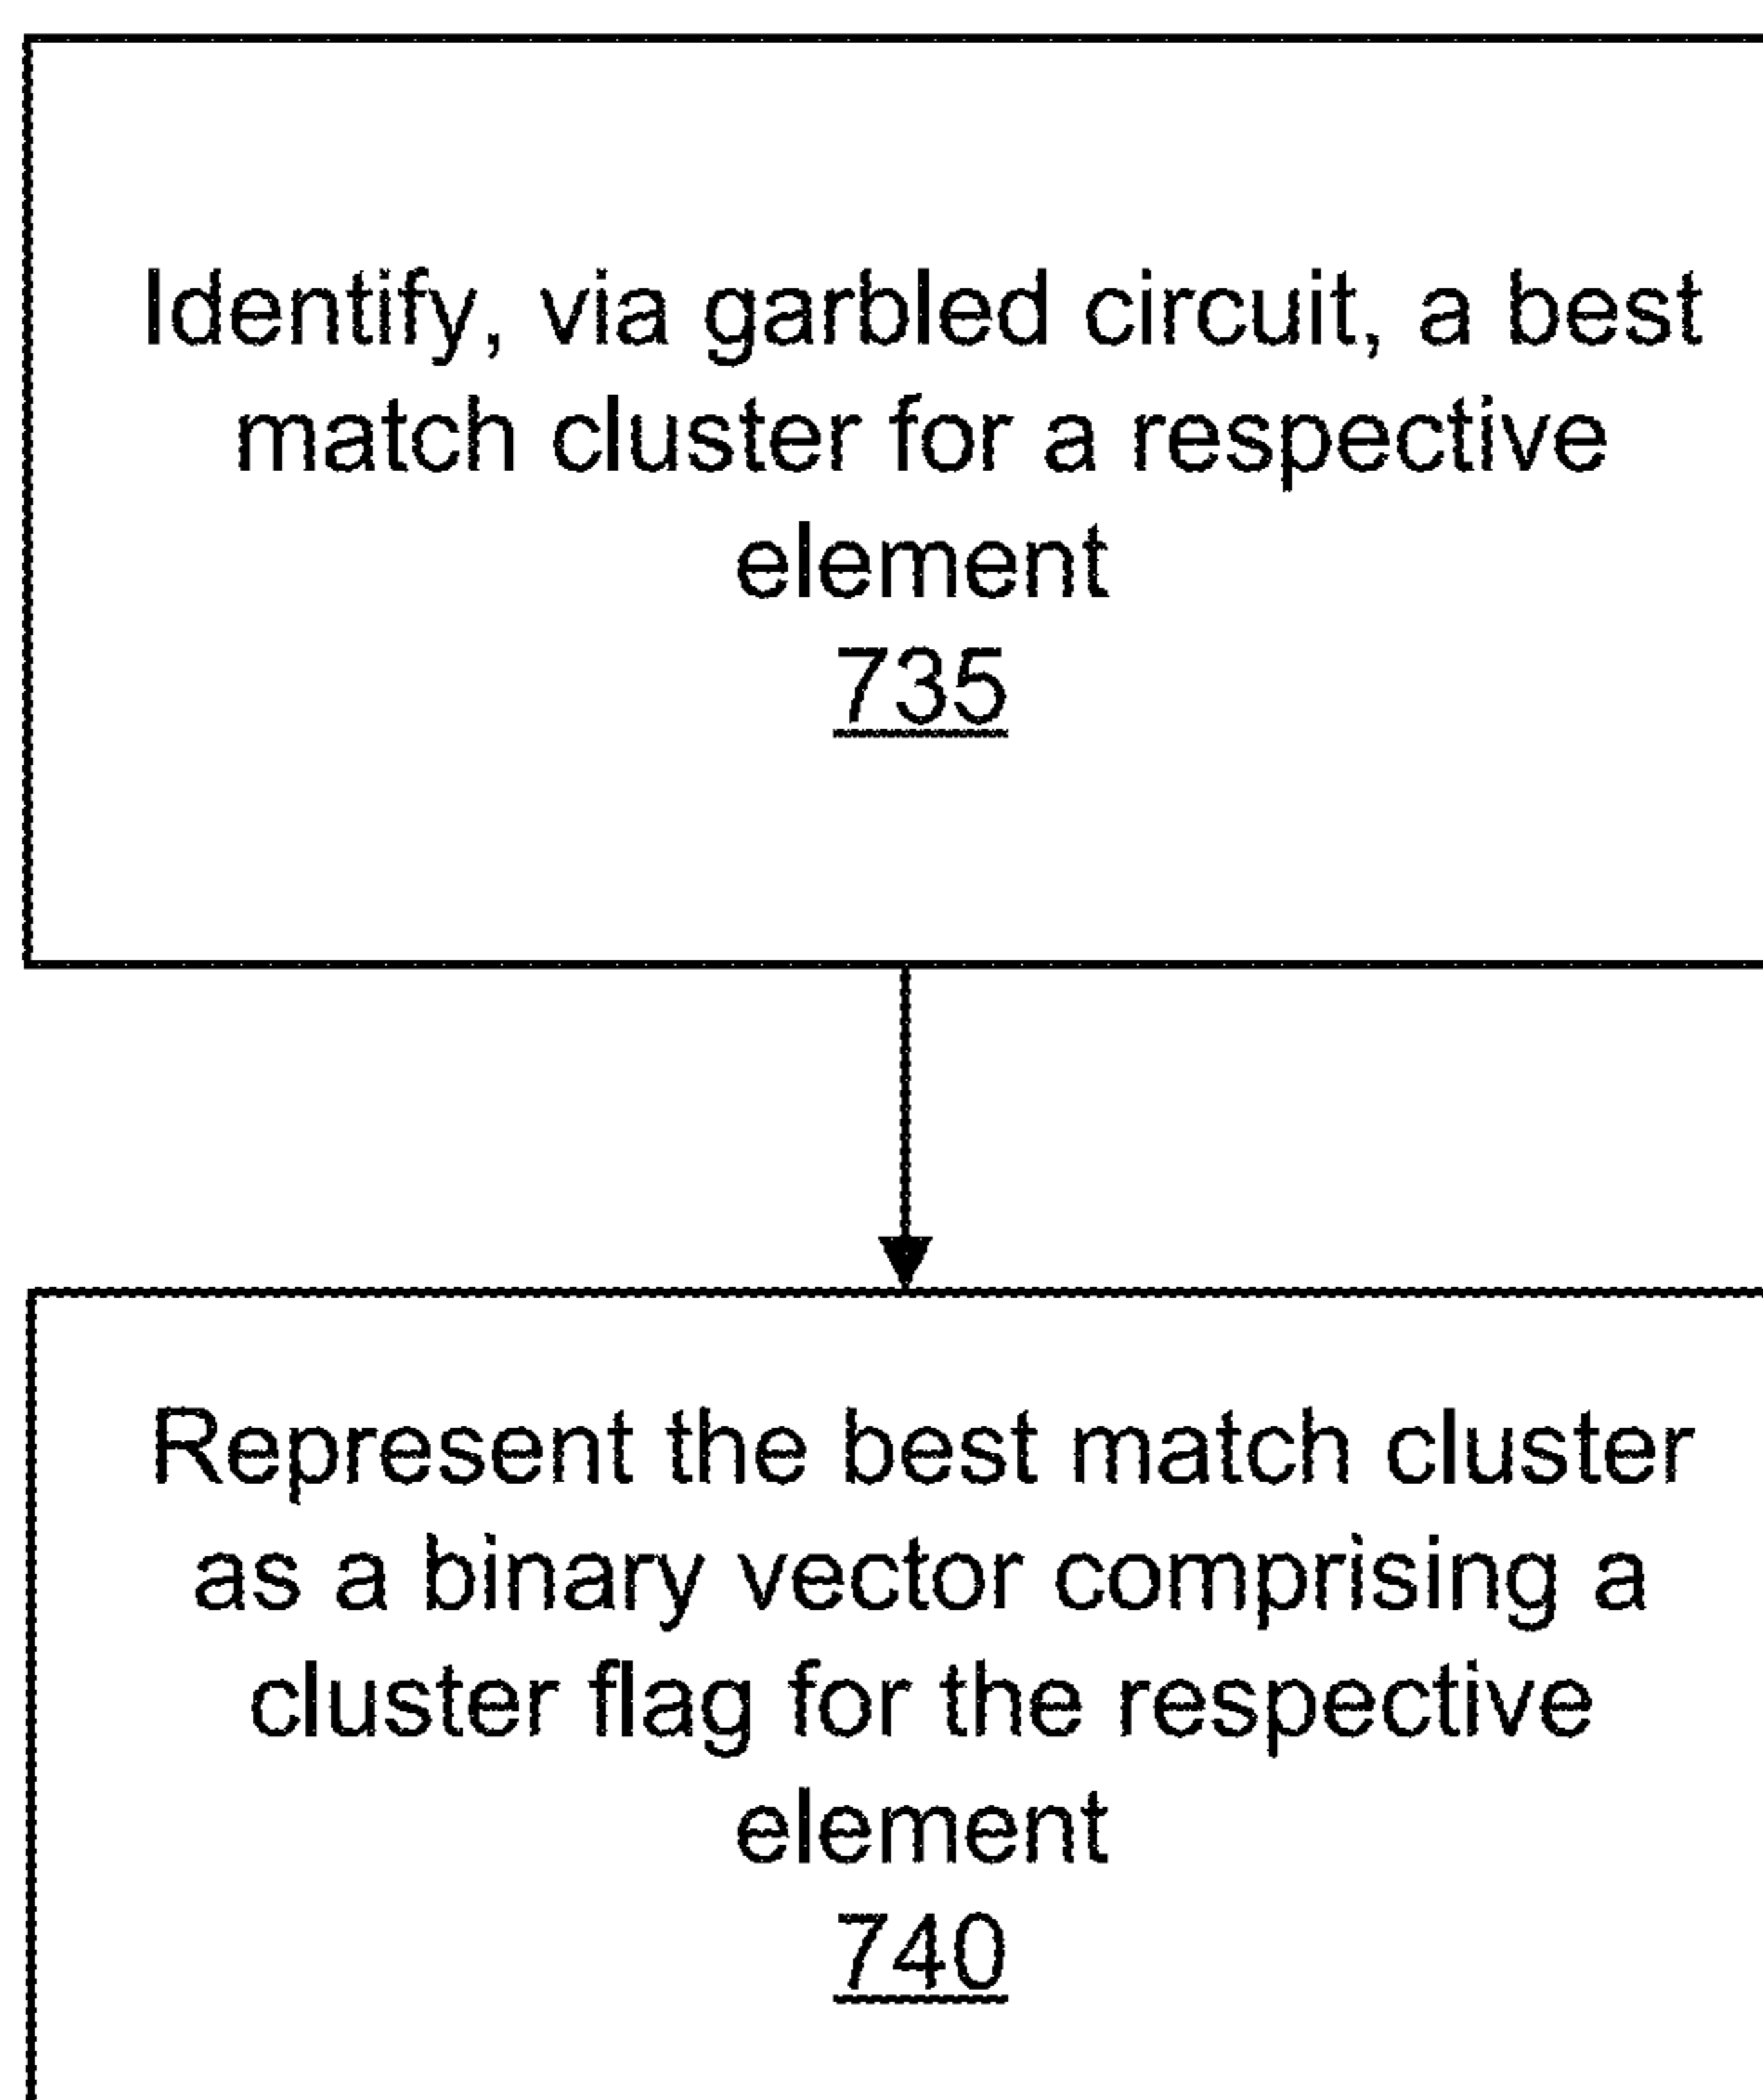 Identify, via garbled circuit, a best
match cluster for a respective
element
735
Represent the best match cluster
as a binary vector comprising a
cluster flag for the respective
element
740